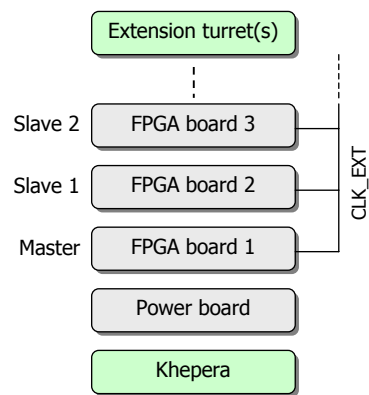 Extension turret(s)
Slave 2
FPGA board 3
Slave 1
FPGA board 2
CLK_EXT
Master
FPGA board 1
Power board
Khepera